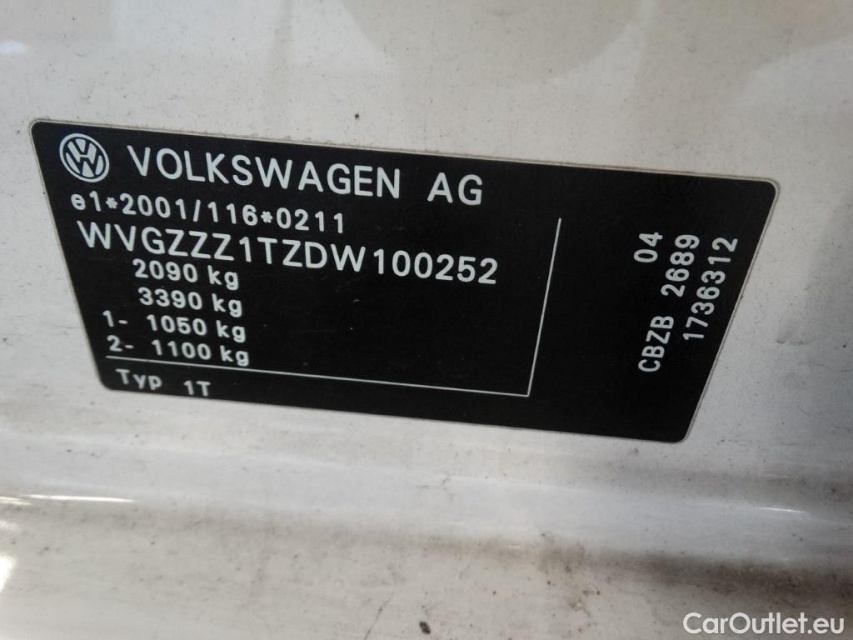 VOLKSWAGEN AG
e1*2001/116*0211
WVGZZZ1TZDW100252
2090 kg
3390 kg
1- 1050 kg
2- 1100 kg
Typ 1T
04
CBZB 2689
1736312
CarOutlet.eu